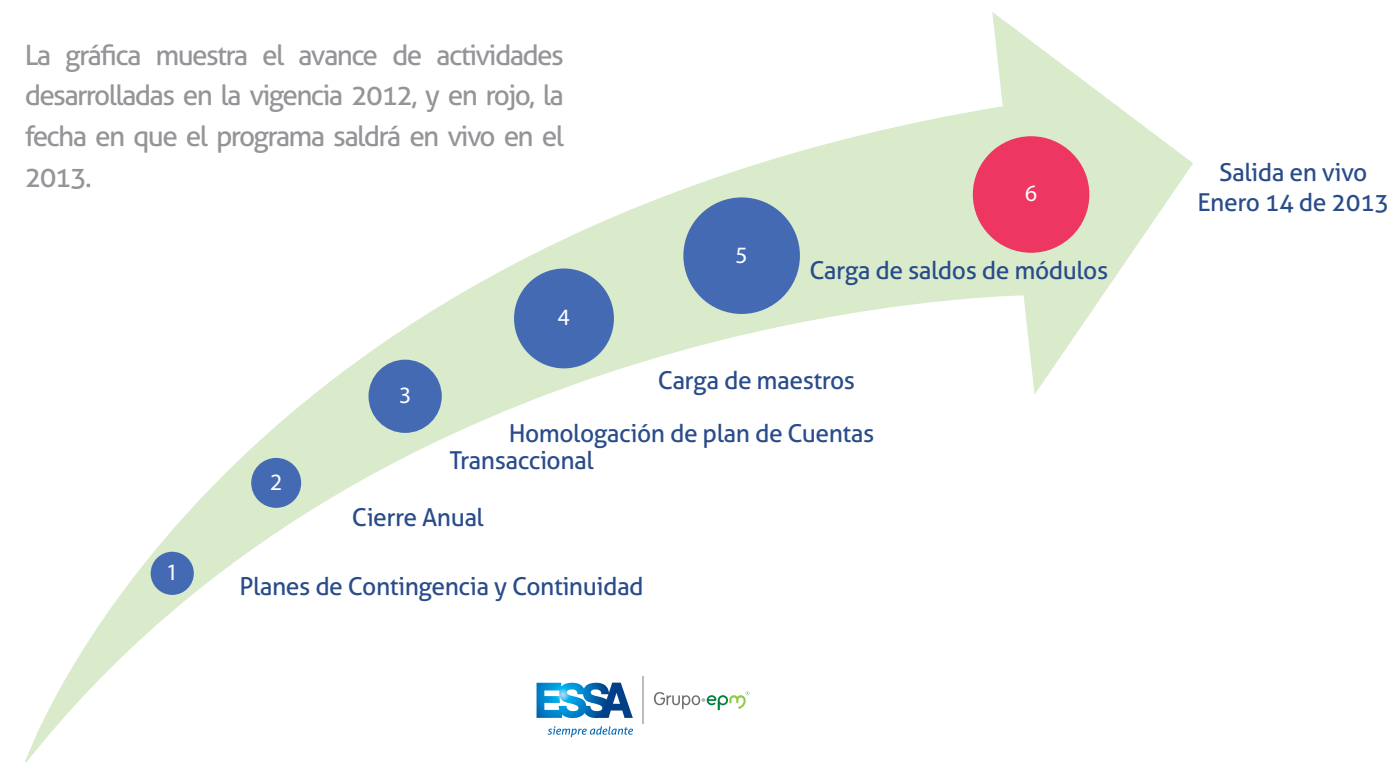 La gráfica muestra el avance de actividades
desarrolladas en la vigencia 2012, y en rojo, la
fecha en que el programa saldrá en vivo en el
2013.
6
Salida en vivo
Enero 14 de 2013
5
Carga de saldos de módulos
4
Carga de maestros
3
Homologación de plan de Cuentas
Transaccional
2
Cierre Anual
1
Planes de Contingencia y Continuidad
ESSA
siempre adelante
Grupo·epm®